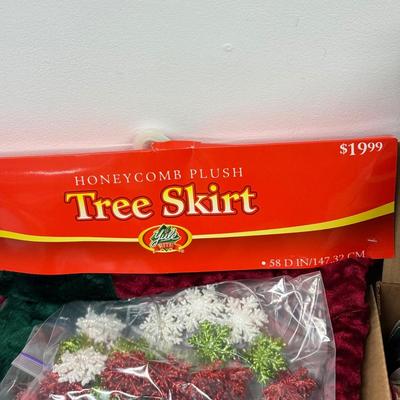 $19.99
HONEYCOMB PLUSH
Tree Skirt
Yule
• 58 D IN/147.32 CM